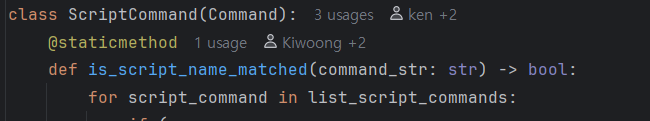 class ScriptCommand(Command):  3 usages  ken +2
@staticmethod  1 usage  Kiwoong +2
def is_script_name_matched(command_str: str) -> bool:
for script_command in list_script_commands: